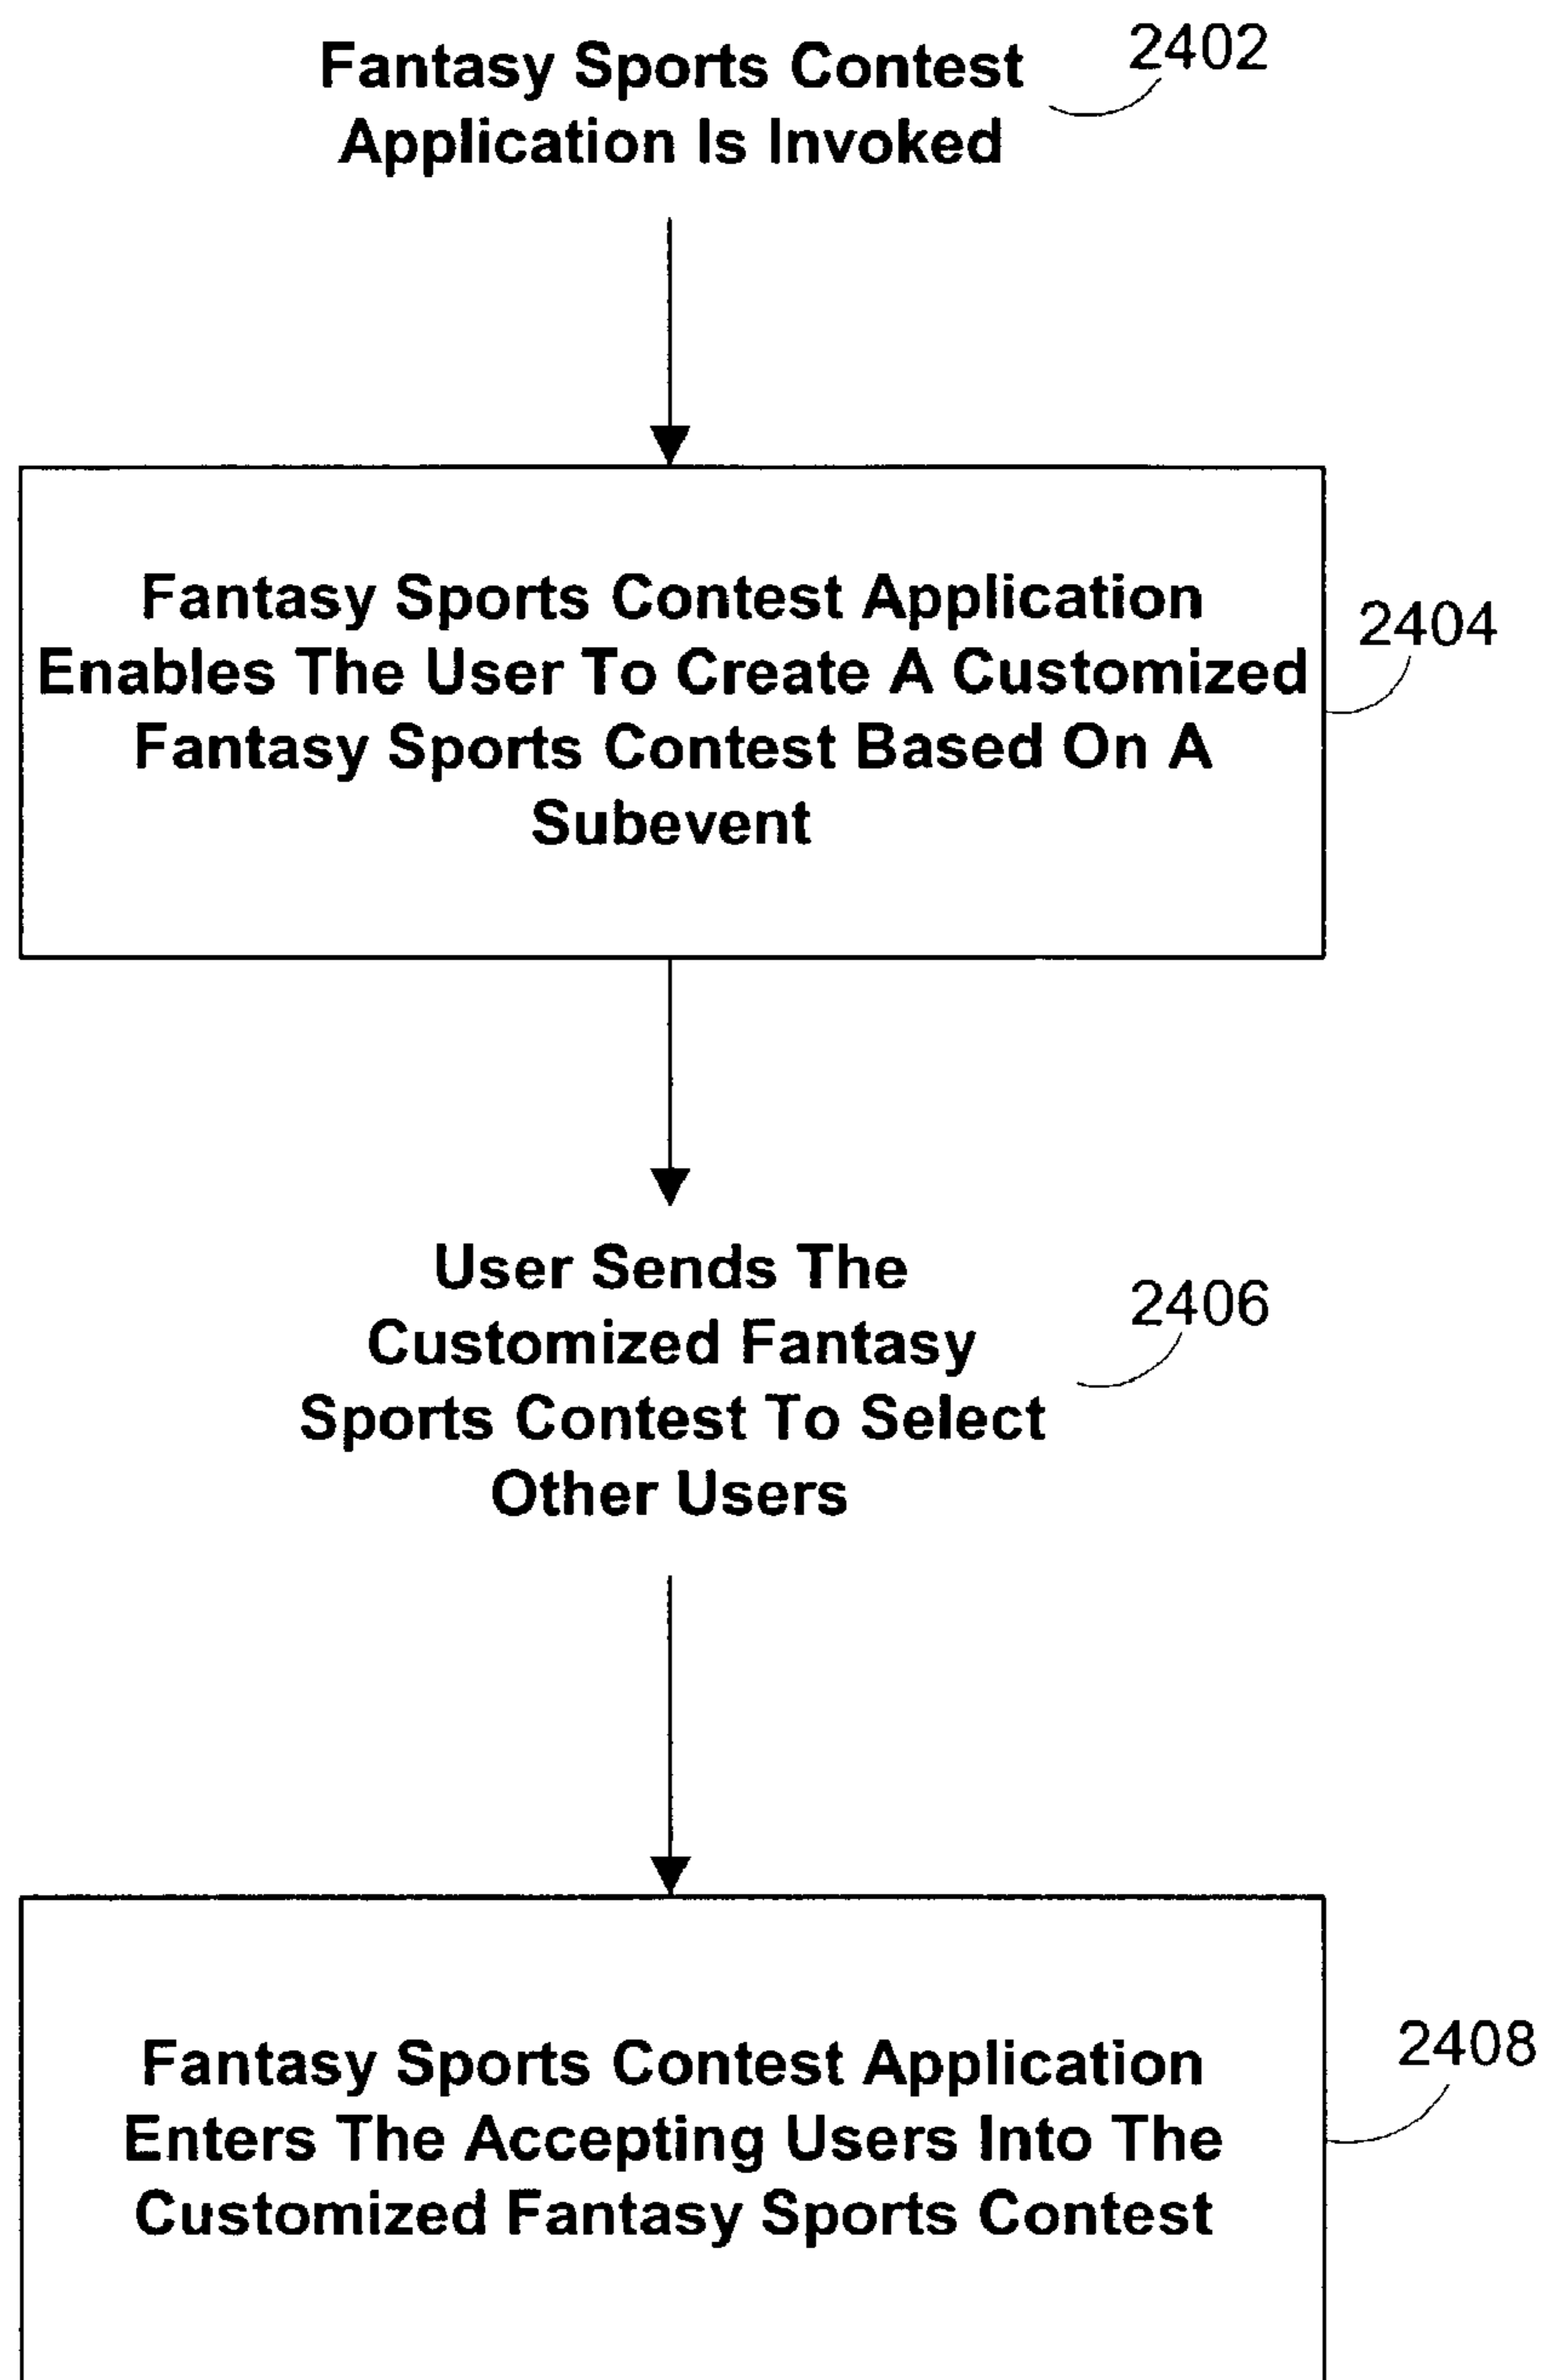 Fantasy Sports Contest
Application Is Invoked
2402
Fantasy Sports Contest Application
Enables The User To Create A Customized
Fantasy Sports Contest Based On A
Subevent
2404
User Sends The
Customized Fantasy
Sports Contest To Select
Other Users
2406
Fantasy Sports Contest Application
Enters The Accepting Users Into The
Customized Fantasy Sports Contest
2408